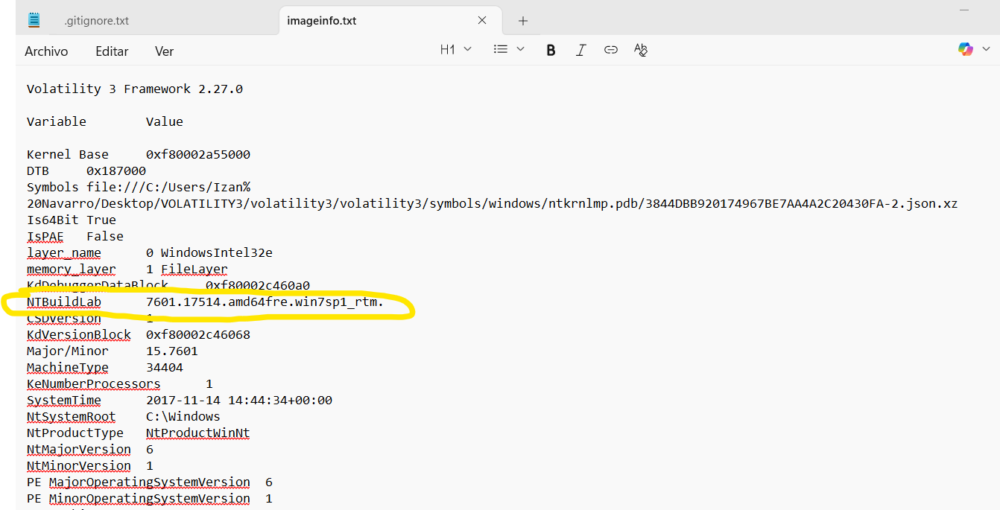 .gitignore.txt
imageinfo.txt
Archivo Editar Ver H1 B I
Volatility 3 Framework 2.27.0
Variable Value
Kernel Base 0xf80002a55000
DTB 0x187000
Symbols file:///C:/Users/Izan%
20Navarro/Desktop/VOLATILITY3/volatility3/volatility3/symbols/windows/ntkrnlmp.pdb/3844DBB920174967BE7AA4A2C20430FA-2.json.xz
Is64Bit True
IsPAE False
layer_name 0 WindowsIntel32e
memory_layer 1 FileLayer
KdDebuggerDataBlock 0xf80002c460a0
NTBuildLab 7601.17514.amd64fre.win7sp1_rtm.
CSDVersion 1
KdVersionBlock 0xf80002c46068
Major/Minor 15.7601
MachineType 34404
KeNumberProcessors 1
SystemTime 2017-11-14 14:44:34+00:00
NtSystemRoot C:\Windows
NtProductType NtProductWinNt
NtMajorVersion 6
NtMinorVersion 1
PE MajorOperatingSystemVersion 6
PE MinorOperatingSystemVersion 1